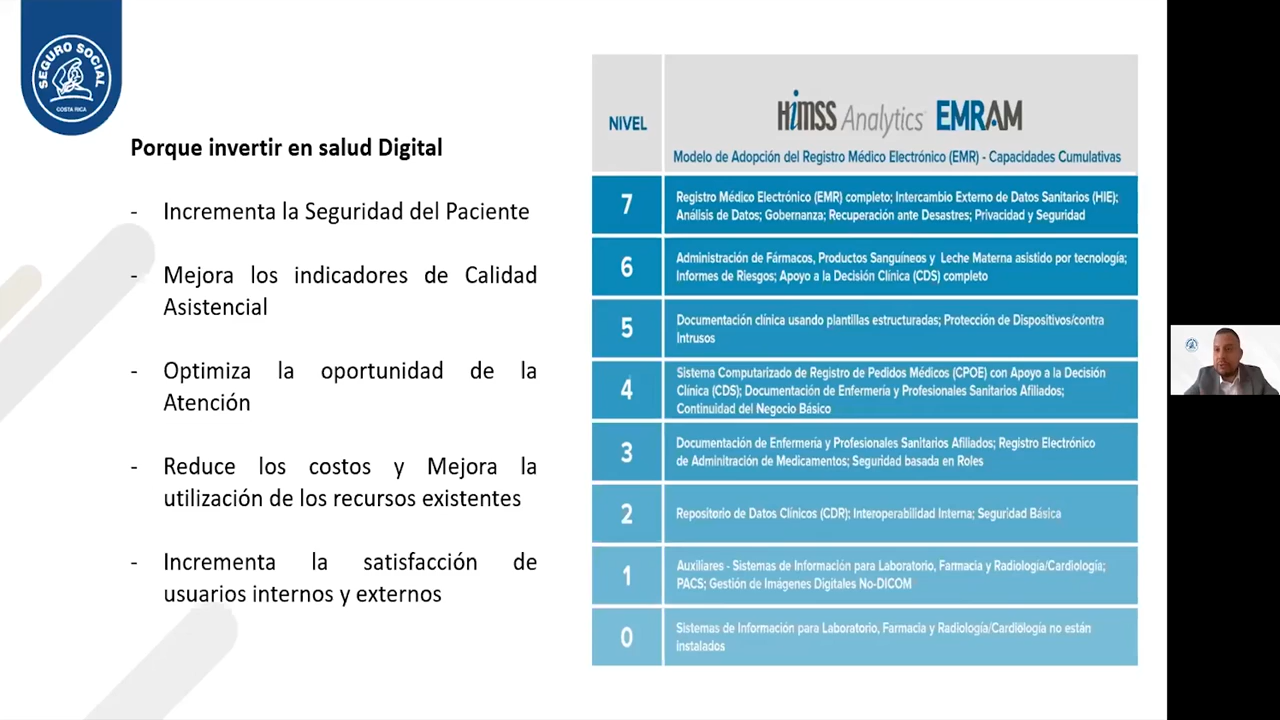 SEGURO SOCIAL
COSTA RICA
Porque invertir en salud Digital
- Incrementa la Seguridad del Paciente
- Mejora los indicadores de Calidad
Asistencial
- Optimiza la oportunidad de la
Atención
- Reduce los costos y Mejora la
utilización de los recursos existentes
- Incrementa la satisfacción de
usuarios internos y externos
NIVEL
HiMSS Analytics EMRAM
Modelo de Adopción del Registro Médico Electrónico (EMR) - Capacidades Cumulativas
7
Registro Médico Electrónico (EMR) completo; Intercambio Externo de Datos Sanitarios (HIE);
Análisis de Datos; Gobernanza; Recuperación ante Desastres; Privacidad y Seguridad
6
Administración de Fármacos, Productos Sanguíneos y Leche Materna asistido por tecnología;
Informes de Riesgos; Apoyo a la Decisión Clínica (CDS) completo
5
Documentación clínica usando plantillas estructuradas; Protección de Dispositivos/contra
Intrusos
4
Sistema Computarizado de Registro de Pedidos Médicos (CPOE) con Apoyo a la Decisión
Clínica (CDS); Documentación de Enfermería y Profesionales Sanitarios Afiliados;
Continuidad del Negocio Básico
3
Documentación de Enfermería y Profesionales Sanitarios Afiliados; Registro Electrónico
de Adminitración de Medicamentos; Seguridad basada en Roles
2
Repositorio de Datos Clínicos (CDR); Interoperabilidad Interna; Seguridad Básica
1
Auxiliares - Sistemas de Información para Laboratorio, Farmacia y Radiología/Cardiología;
PACS; Gestión de Imágenes Digitales No-DICOM
0
Sistemas de Información para Laboratorio, Farmacia y Radiología/Cardiología no están
instalados